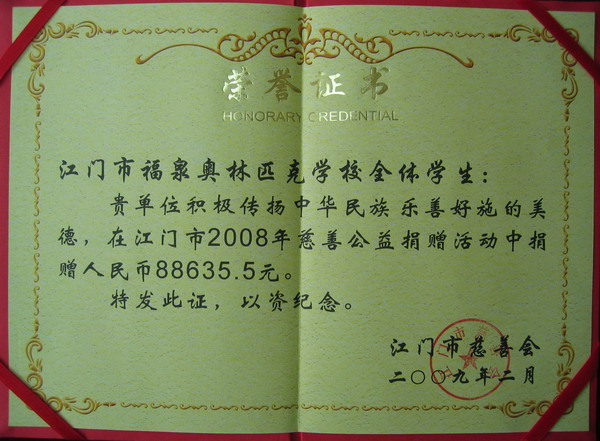 荣誉证书
HONORARY CREDENTIAL
江门市福泉奥林匹克学校全体学生：
贵单位积极传扬中华民族乐善好施的美
德，在江门市2008年慈善公益捐赠活动中捐
赠人民币88635.5元。
特发此证，以资纪念。
江门市慈善会
二〇〇九年二月